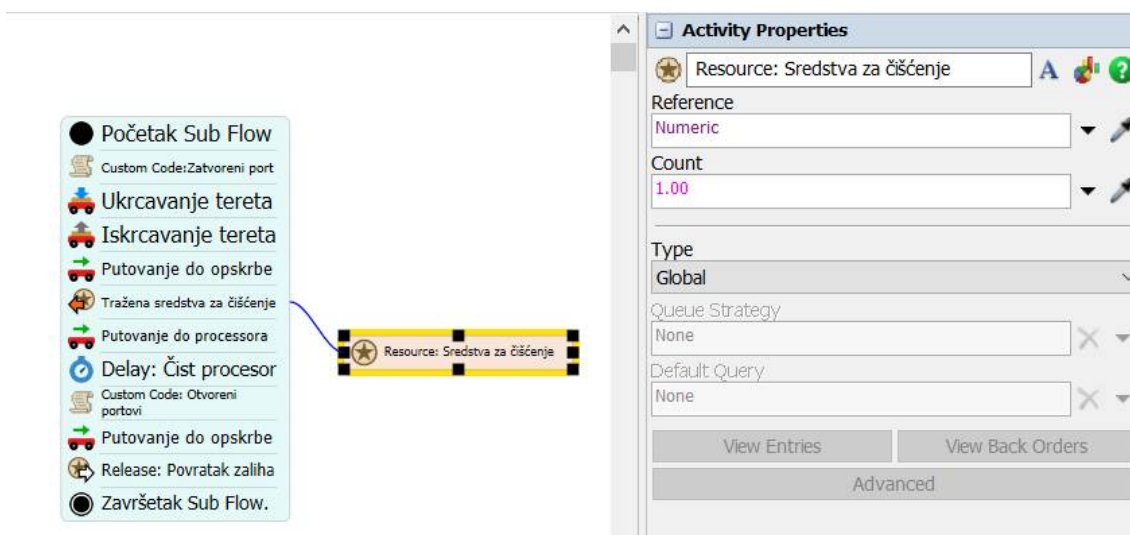 Početak Sub Flow
Custom Code:Zatvoreni port
Ukrcavanje tereta
Iskrcavanje tereta
Putovanje do opskrbe
Tražena sredstva za čišćenje
Putovanje do processora
Delay: Čist procesor
Custom Code: Otvoreni
portovi
Putovanje do opskrbe
Release: Povratak zaliha
Završetak Sub Flow.
Resource: Sredstva za čišćenje
Activity Properties
Resource: Sredstva za čišćenje A ?
Reference
Numeric
Count
1.00
Type
Global
Queue Strategy
None
Default Query
None
View Entries View Back Orders
Advanced